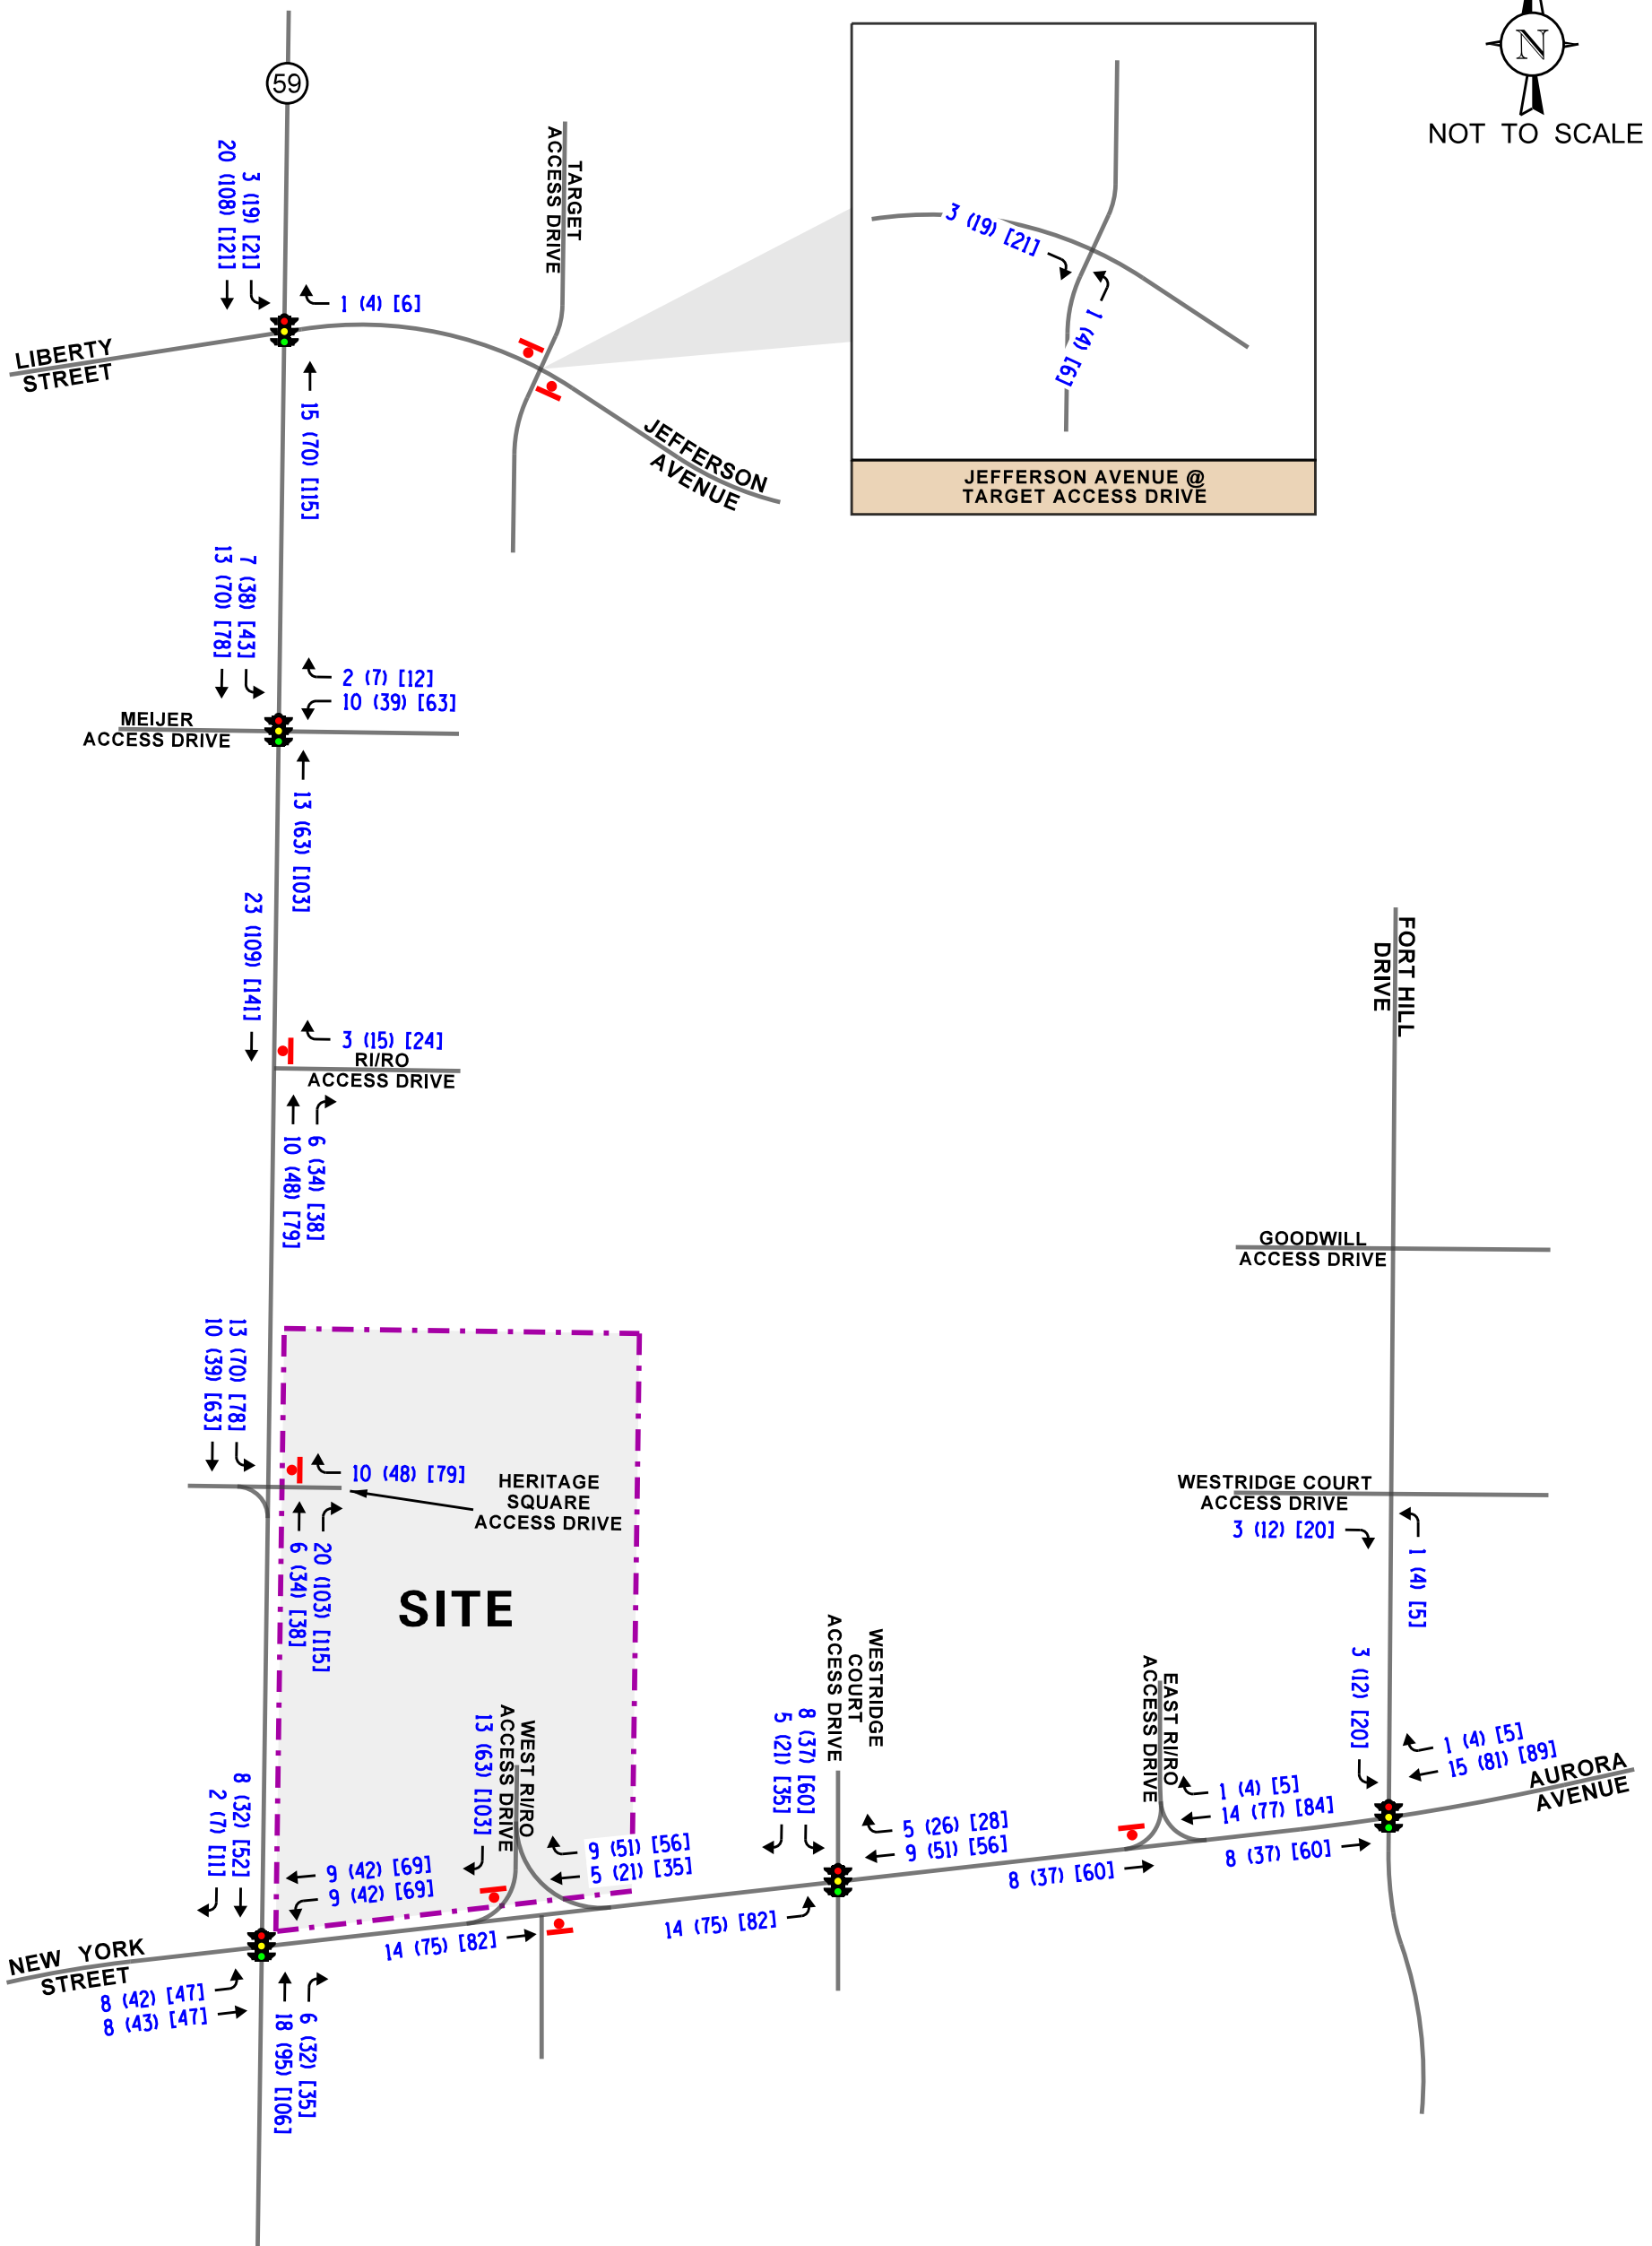 N
NOT TO SCALE
59
20 (108) [121]
3 (19) [21]
1 (4) [6]
LIBERTY
STREET
15 (70) [115]
TARGET
ACCESS DRIVE
JEFFERSON
AVENUE
3 (19) [21]
1 (4) [6]
JEFFERSON AVENUE @
TARGET ACCESS DRIVE
7 (38) [43]
13 (70) [78]
2 (7) [12]
10 (39) [63]
MEIJER
ACCESS DRIVE
13 (63) [103]
23 (109) [141]
3 (15) [24]
RI/RO
ACCESS DRIVE
6 (34) [38]
10 (48) [79]
FORT HILL
DRIVE
GOODWILL
ACCESS DRIVE
13 (70) [78]
10 (39) [63]
10 (48) [79]
HERITAGE
SQUARE
ACCESS DRIVE
20 (103) [115]
6 (34) [38]
SITE
WESTRIDGE COURT
ACCESS DRIVE
3 (12) [20]
1 (4) [5]
3 (12) [20]
1 (4) [5]
15 (81) [89]
AURORA
AVENUE
WESTRIDGE
COURT
ACCESS DRIVE
8 (37) [60]
5 (21) [35]
5 (26) [28]
9 (51) [56]
14 (75) [82]
EAST RI/RO
ACCESS DRIVE
1 (4) [5]
14 (77) [84]
8 (37) [60]
8 (37) [60]
WEST RI/RO
ACCESS DRIVE
13 (63) [103]
9 (51) [56]
5 (21) [35]
14 (75) [82]
8 (32) [52]
2 (7) [11]
9 (42) [69]
9 (42) [69]
NEW YORK
STREET
8 (42) [47]
8 (43) [47]
6 (32) [35]
18 (95) [106]